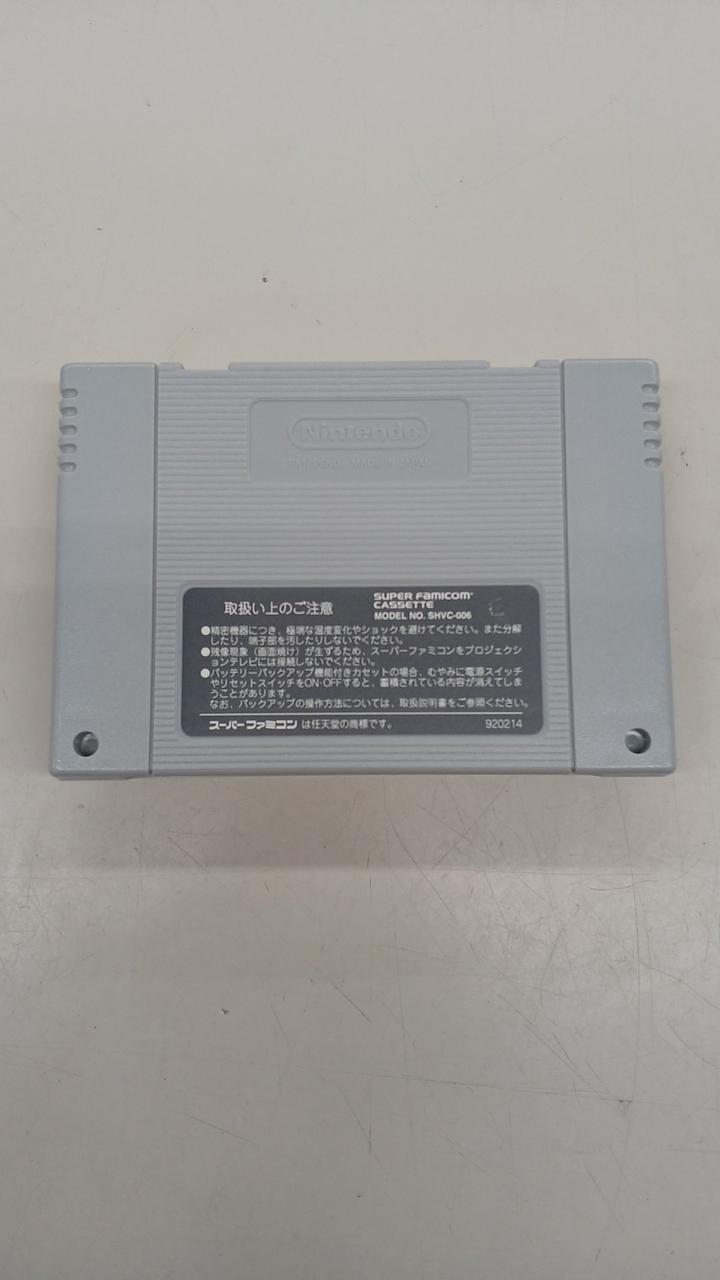 Nintendo
PAT. PEND. MADE IN JAPAN
取扱い上のご注意
SUPER FAMICOM
CASSETTE
MODEL NO. SHVC-006
●精密機器につき、極端な温度変化やショックを避けてください。また分解
したり、端子部を汚したりしないでください。
●残像現象（画面焼け）が生ずるため、スーパーファミコンをプロジェクシ
ョンテレビには接続しないでください。
●バッテリーバックアップ機能付きカセットの場合、むやみに電源スイッチ
やリセットスイッチをON・OFFすると、蓄積されている内容が消えてしま
うことがあります。
なお、バックアップの操作方法については、取扱説明書をご参照ください。
スーパーファミコン は任天堂の商標です。
920214